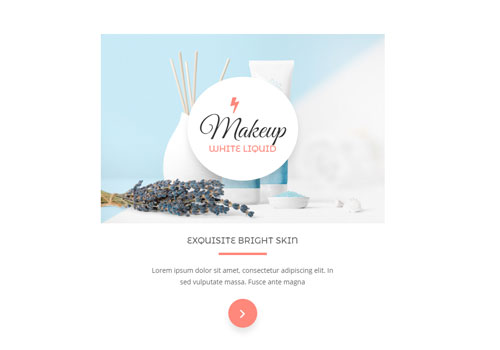 Makeup
WHITE LIQUID
EXQUISITE BRIGHT SKIN
Lorem ipsum dolor sit amet, consectetur adipiscing elit. In
sed vulputate massa. Fusce ante magna